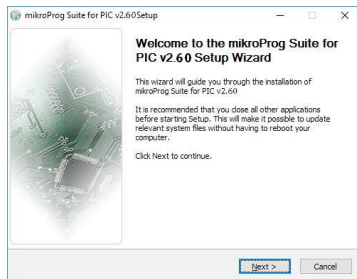 mikroProg Suite for PIC v2.60Setup
Welcome to the mikroProg Suite for
PIC v2.60 Setup Wizard
This wizard will guide you through the installation of
mikroProg Suite for PIC v2.60
It is recommended that you close all other applications
before starting Setup. This will make it possible to update
relevant system files without having to reboot your
computer.
Click Next to continue.
Next >
Cancel